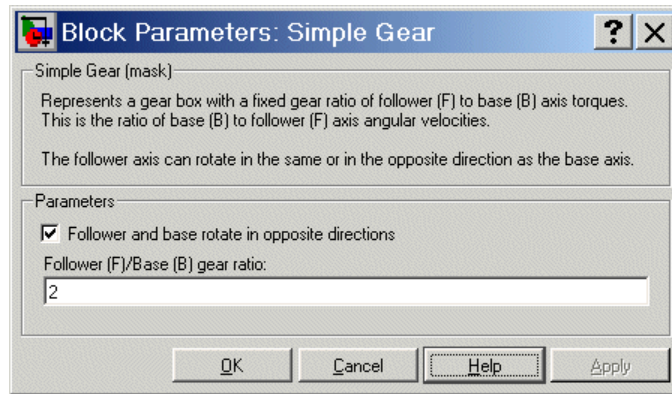 Block Parameters: Simple Gear
Simple Gear (mask)
Represents a gear box with a fixed gear ratio of follower (F) to base (B) axis torques.
This is the ratio of base (B) to follower (F) axis angular velocities.
The follower axis can rotate in the same or in the opposite direction as the base axis.
Parameters
Follower and base rotate in opposite directions
Follower (F)/Base (B) gear ratio:
2
OK Cancel Help Apply